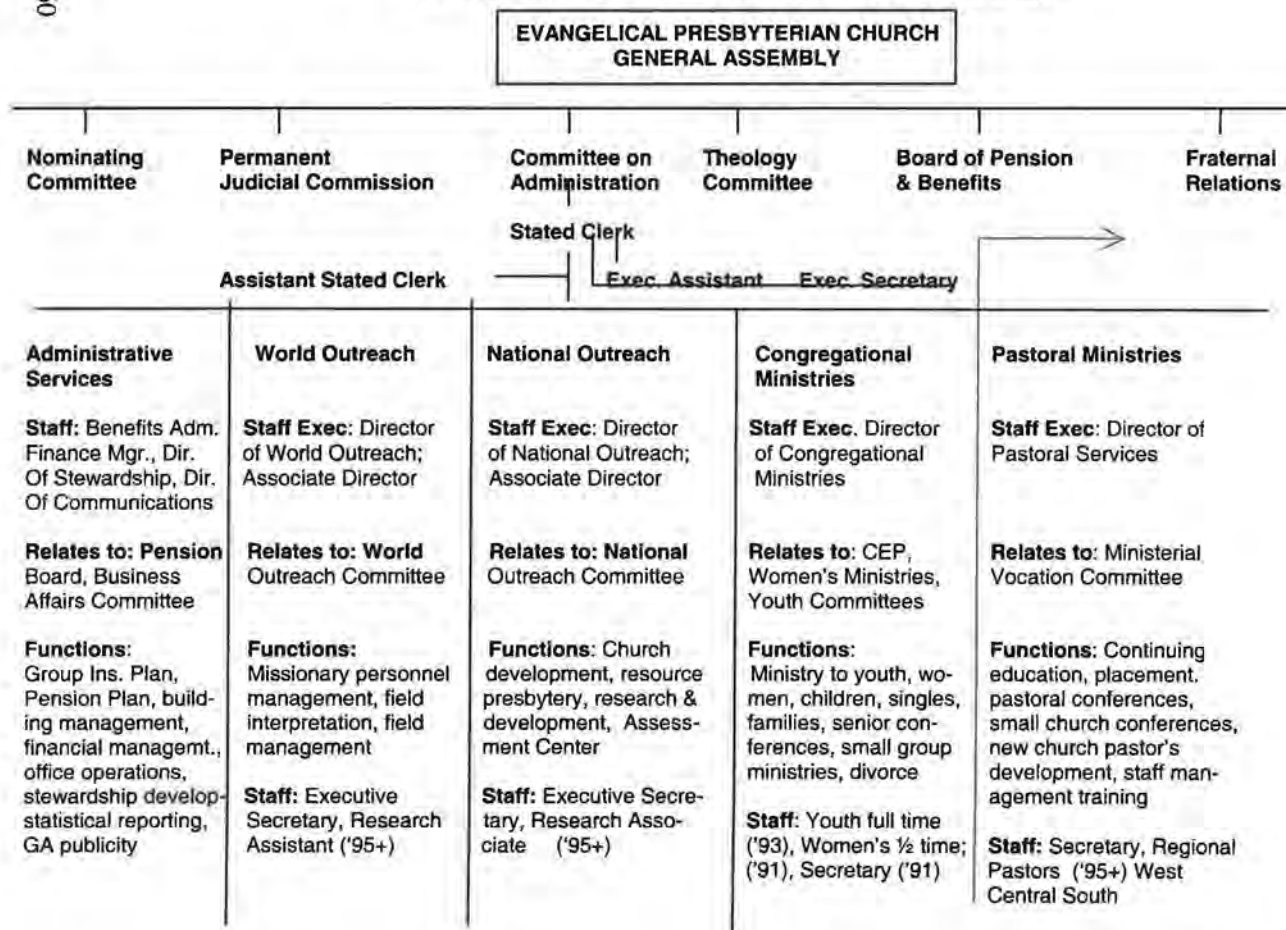 EVANGELICAL PRESBYTERIAN CHURCH
GENERAL ASSEMBLY
Nominating
Committee
Permanent
Judicial Commission
Committee on
Administration
Theology
Committee
Board of Pension
& Benefits
Fraternal
Relations
Stated Clerk
Assistant Stated Clerk
Exec. Assistant Exec. Secretary
Administrative
Services
Staff: Benefits Adm.
Finance Mgr., Dir.
Of Stewardship, Dir.
Of Communications
Relates to: Pension
Board, Business
Affairs Committee
Functions:
Group Ins. Plan,
Pension Plan, build-
ing management,
financial managemt.,
office operations,
stewardship develop-
statistical reporting,
GA publicity
World Outreach
Staff Exec: Director
of World Outreach;
Associate Director
Relates to: World
Outreach Committee
Functions:
Missionary personnel
management, field
interpretation, field
management
Staff: Executive
Secretary, Research
Assistant ('95+)
National Outreach
Staff Exec: Director
of National Outreach;
Associate Director
Relates to: National
Outreach Committee
Functions: Church
development, resource
presbytery, research &
development, Assess-
ment Center
Staff: Executive Secre-
tary, Research Asso-
ciate ('95+)
Congregational
Ministries
Staff Exec. Director
of Congregational
Ministries
Relates to: CEP,
Women's Ministries,
Youth Committees
Functions:
Ministry to youth, wo-
men, children, singles,
families, senior con-
ferences, small group
ministries, divorce
Staff: Youth full time
('93), Women's ½ time;
('91), Secretary ('91)
Pastoral Ministries
Staff Exec: Director of
Pastoral Services
Relates to: Ministerial
Vocation Committee
Functions: Continuing
education, placement.
pastoral conferences,
small church conferences,
new church pastor's
development, staff man-
agement training
Staff: Secretary, Regional
Pastors ('95+) West
Central South